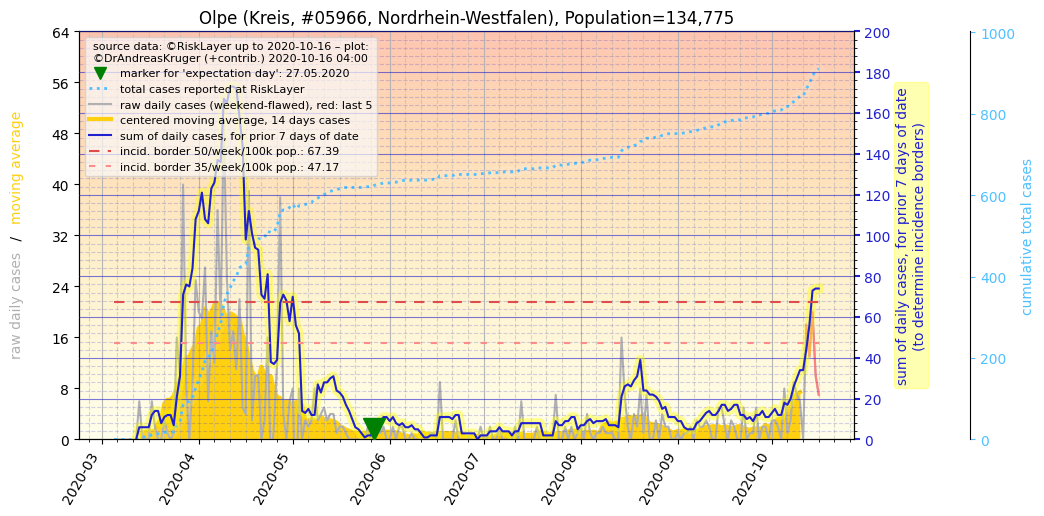 Olpe (Kreis, #05966, Nordrhein-Westfalen), Population=134,775
source data: ©RiskLayer up to 2020-10-16 – plot:
©DrAndreasKruger (+contrib.) 2020-10-16 04:00
marker for 'expectation day': 27.05.2020
total cases reported at RiskLayer
raw daily cases (weekend-flawed), red: last 5
centered moving average, 14 days cases
sum of daily cases, for prior 7 days of date
incid. border 50/week/100k pop.: 67.39
incid. border 35/week/100k pop.: 47.17
raw daily cases / moving average
64
56
48
40
32
24
16
8
0
2020-03
2020-04
2020-05
2020-06
2020-07
2020-08
2020-09
2020-10
200
180
160
140
120
100
80
60
40
20
0
sum of daily cases, for prior 7 days of date
(to determine incidence borders)
1000
800
600
400
200
0
cumulative total cases